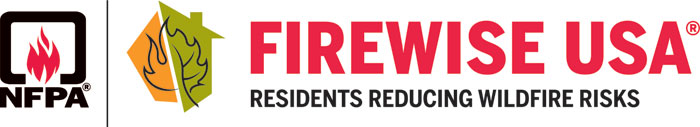 NFPA®
FIREWISE USA®
RESIDENTS REDUCING WILDFIRE RISKS